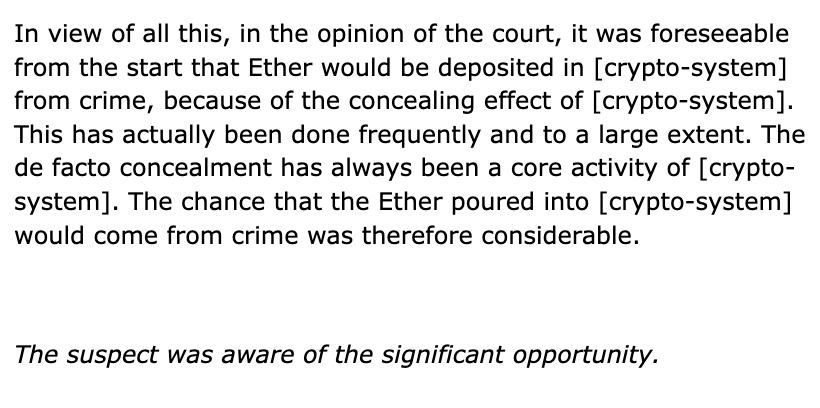 In view of all this, in the opinion of the court, it was foreseeable
from the start that Ether would be deposited in [crypto-system]
from crime, because of the concealing effect of [crypto-system].
This has actually been done frequently and to a large extent. The
de facto concealment has always been a core activity of [crypto-
system]. The chance that the Ether poured into [crypto-system]
would come from crime was therefore considerable.
The suspect was aware of the significant opportunity.